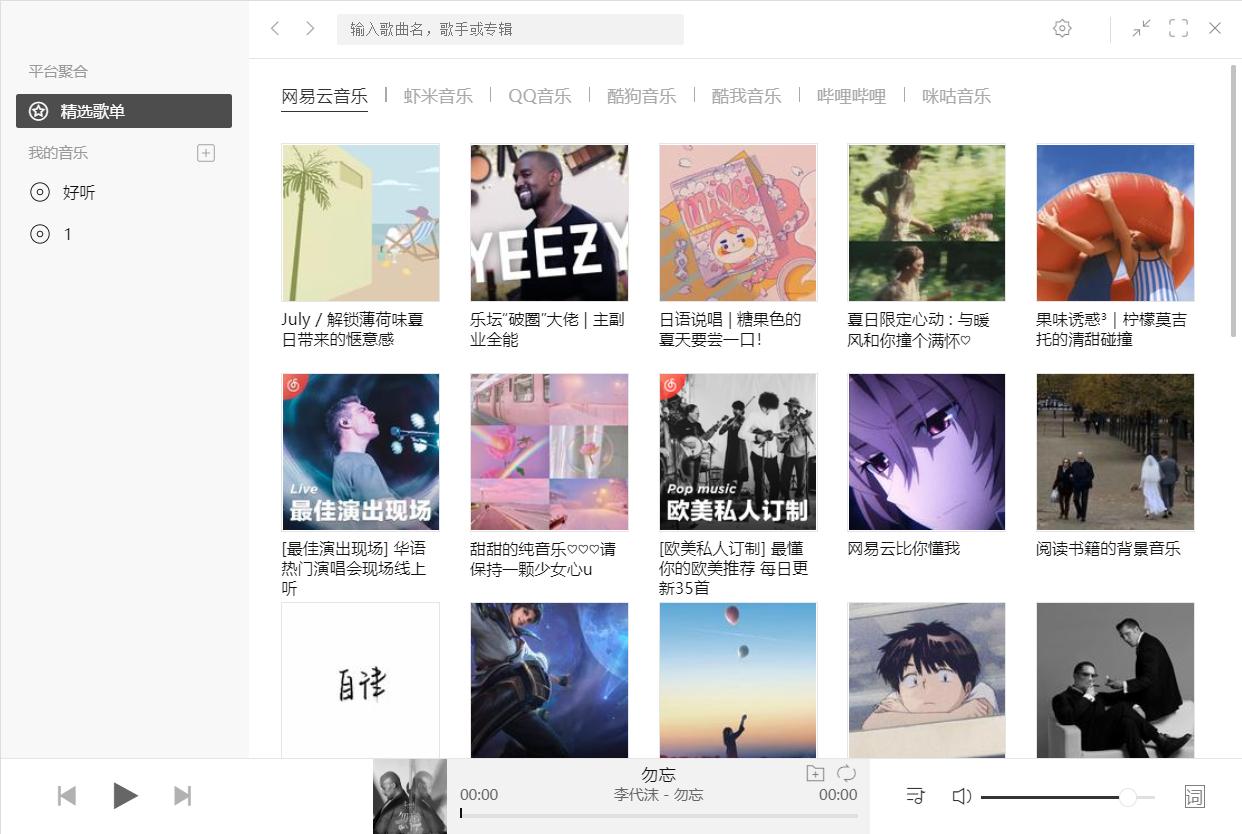 输入歌曲名，歌手或专辑
平台聚合
精选歌单
我的音乐
好听
1
网易云音乐 | 虾米音乐 | QQ音乐 | 酷狗音乐 | 酷我音乐 | 哔哩哔哩 | 咪咕音乐
milki
YEEZY
July / 解锁薄荷味夏
日带来的惬意感
乐坛“破圈”大佬 | 主副
业全能
日语说唱 | 糖果色的
夏天要尝一口！
夏日限定心动 : 与暖
风和你撞个满怀♡
果味诱惑³ | 柠檬莫吉
托的清甜碰撞
Live
最佳演出现场
Pop music
欧美私人订制
[最佳演出现场] 华语
热门演唱会现场线上
听
甜甜的纯音乐♡♡♡请
保持一颗少女心u
[欧美私人订制] 最懂
你的欧美推荐 每日更
新35首
网易云比你懂我
阅读书籍的背景音乐
自律
勿忘
00:00
李代沫 - 勿忘
00:00
词